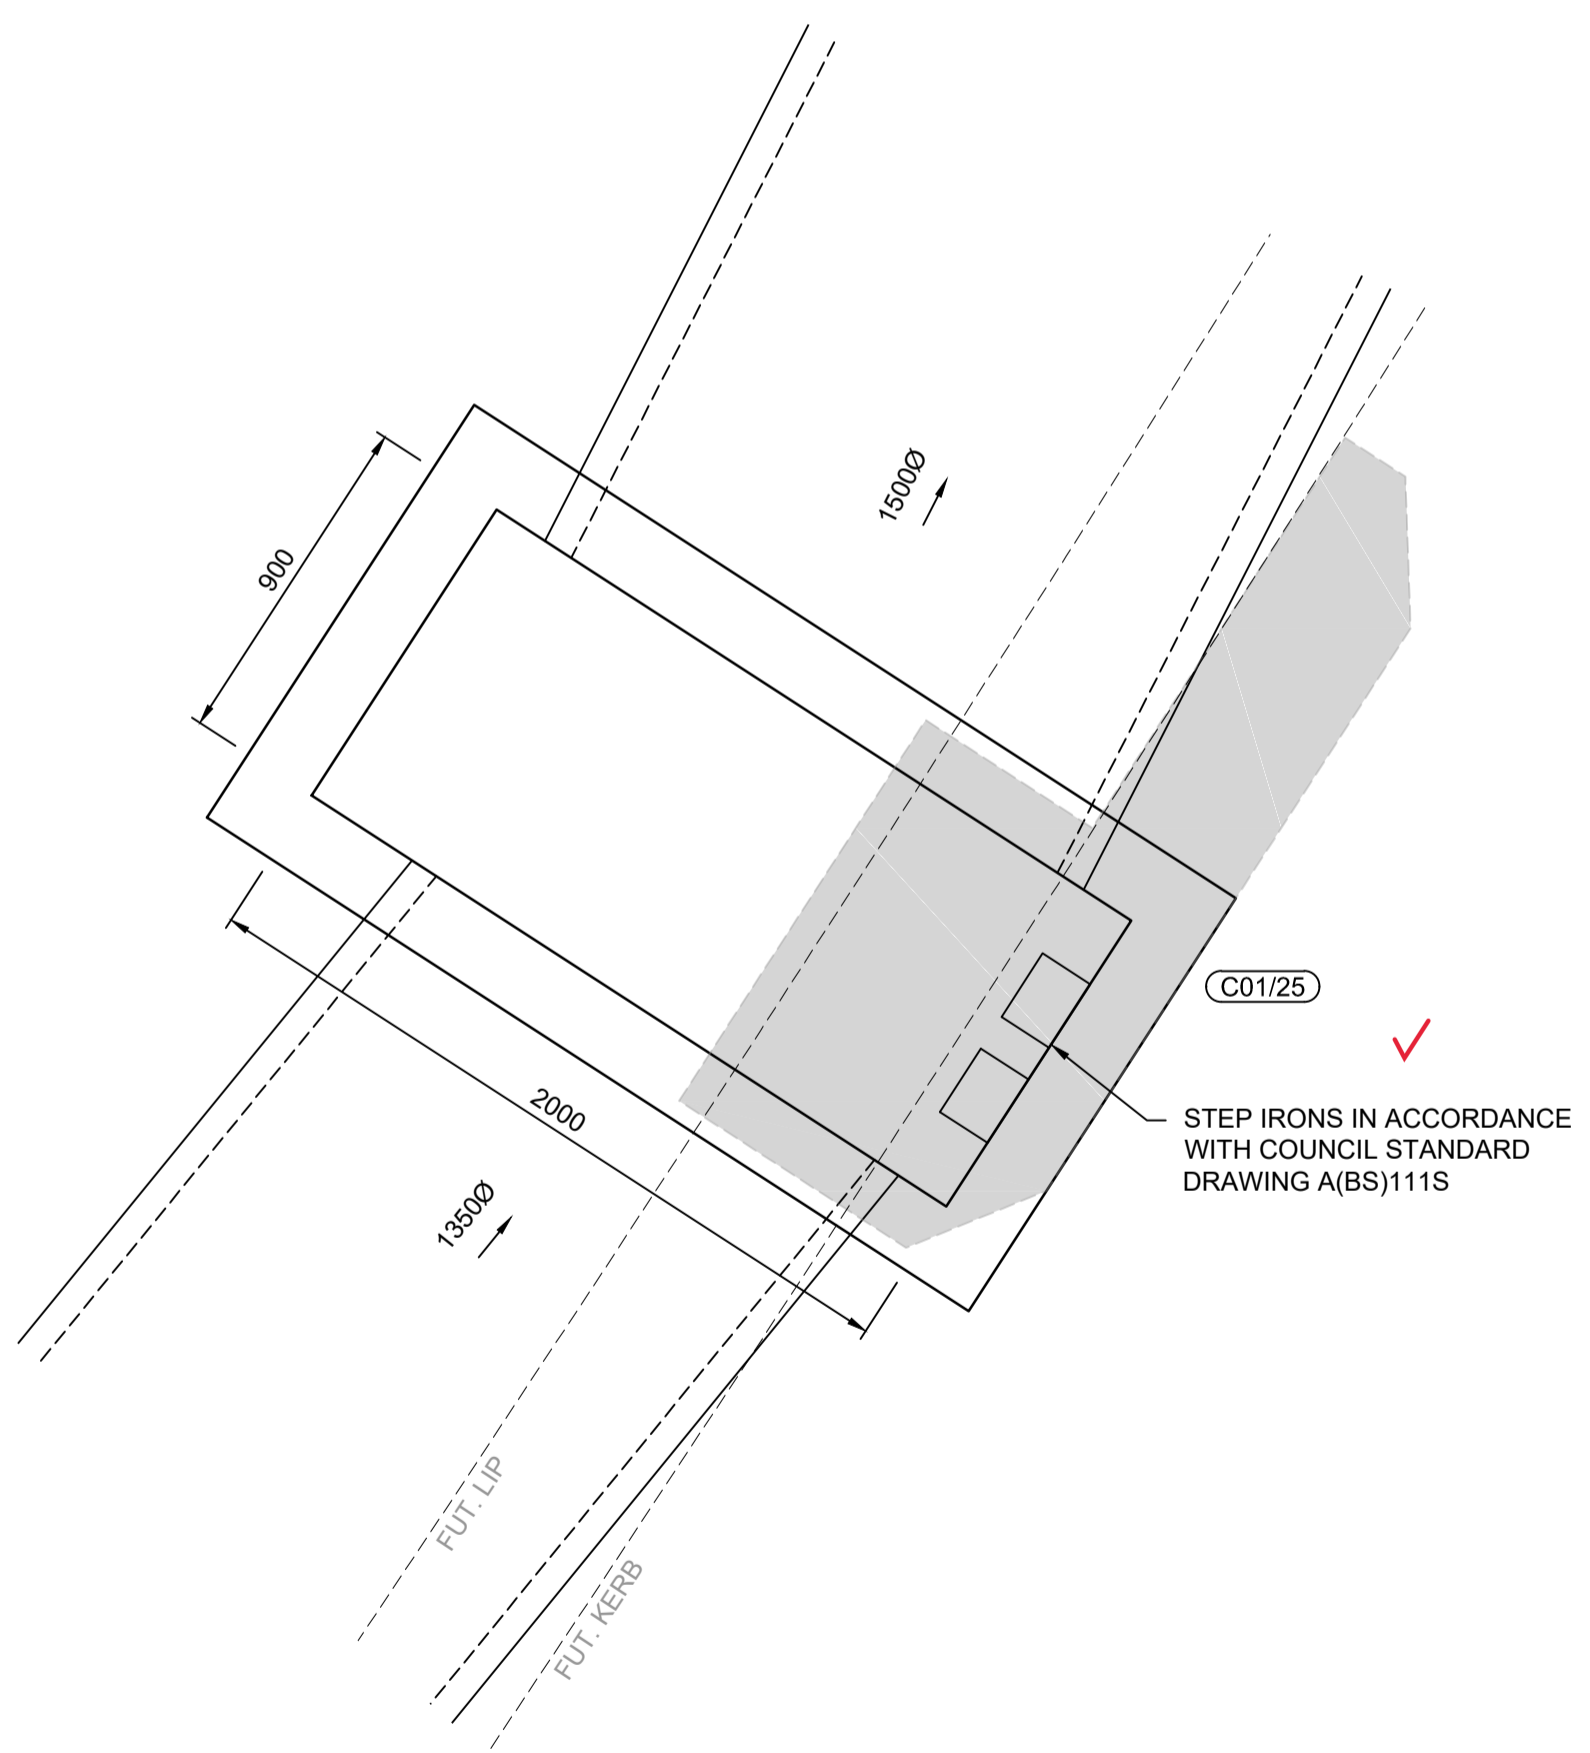 1500Ø
900
C01/25
STEP IRONS IN ACCORDANCE
WITH COUNCIL STANDARD
DRAWING A(BS)111S
2000
1350Ø
FUT. LIP
FUT. KERB